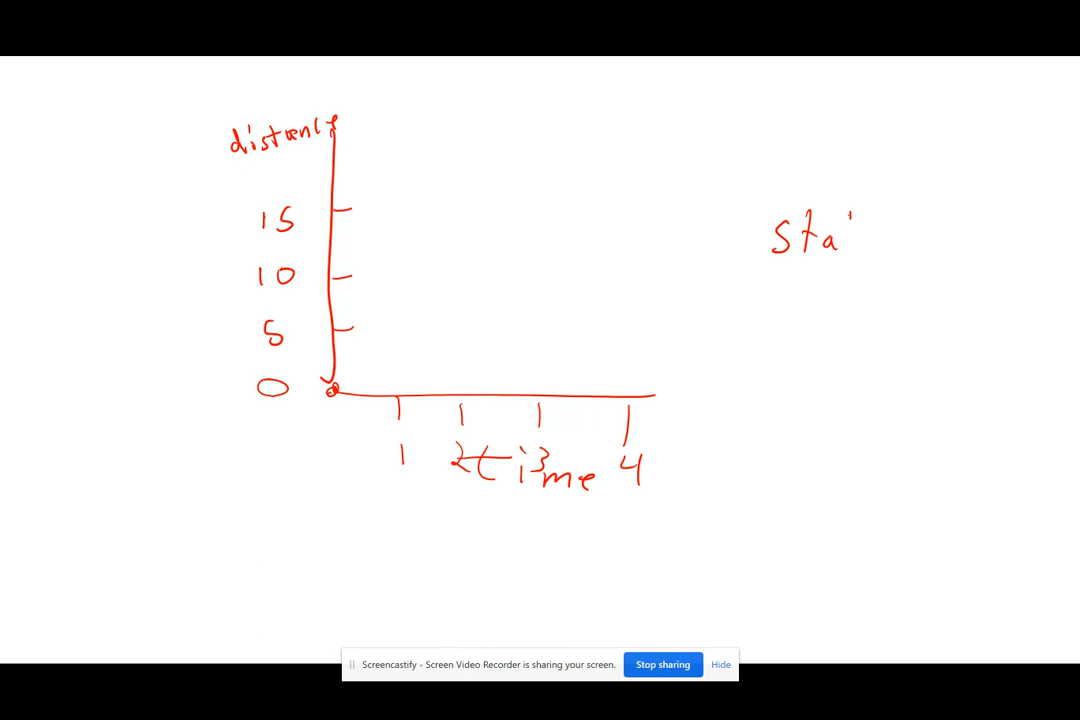 distance
15
10
5
0
1 2 3 4
time
sta
Screencastify - Screen Video Recorder is sharing your screen. Stop sharing Hide